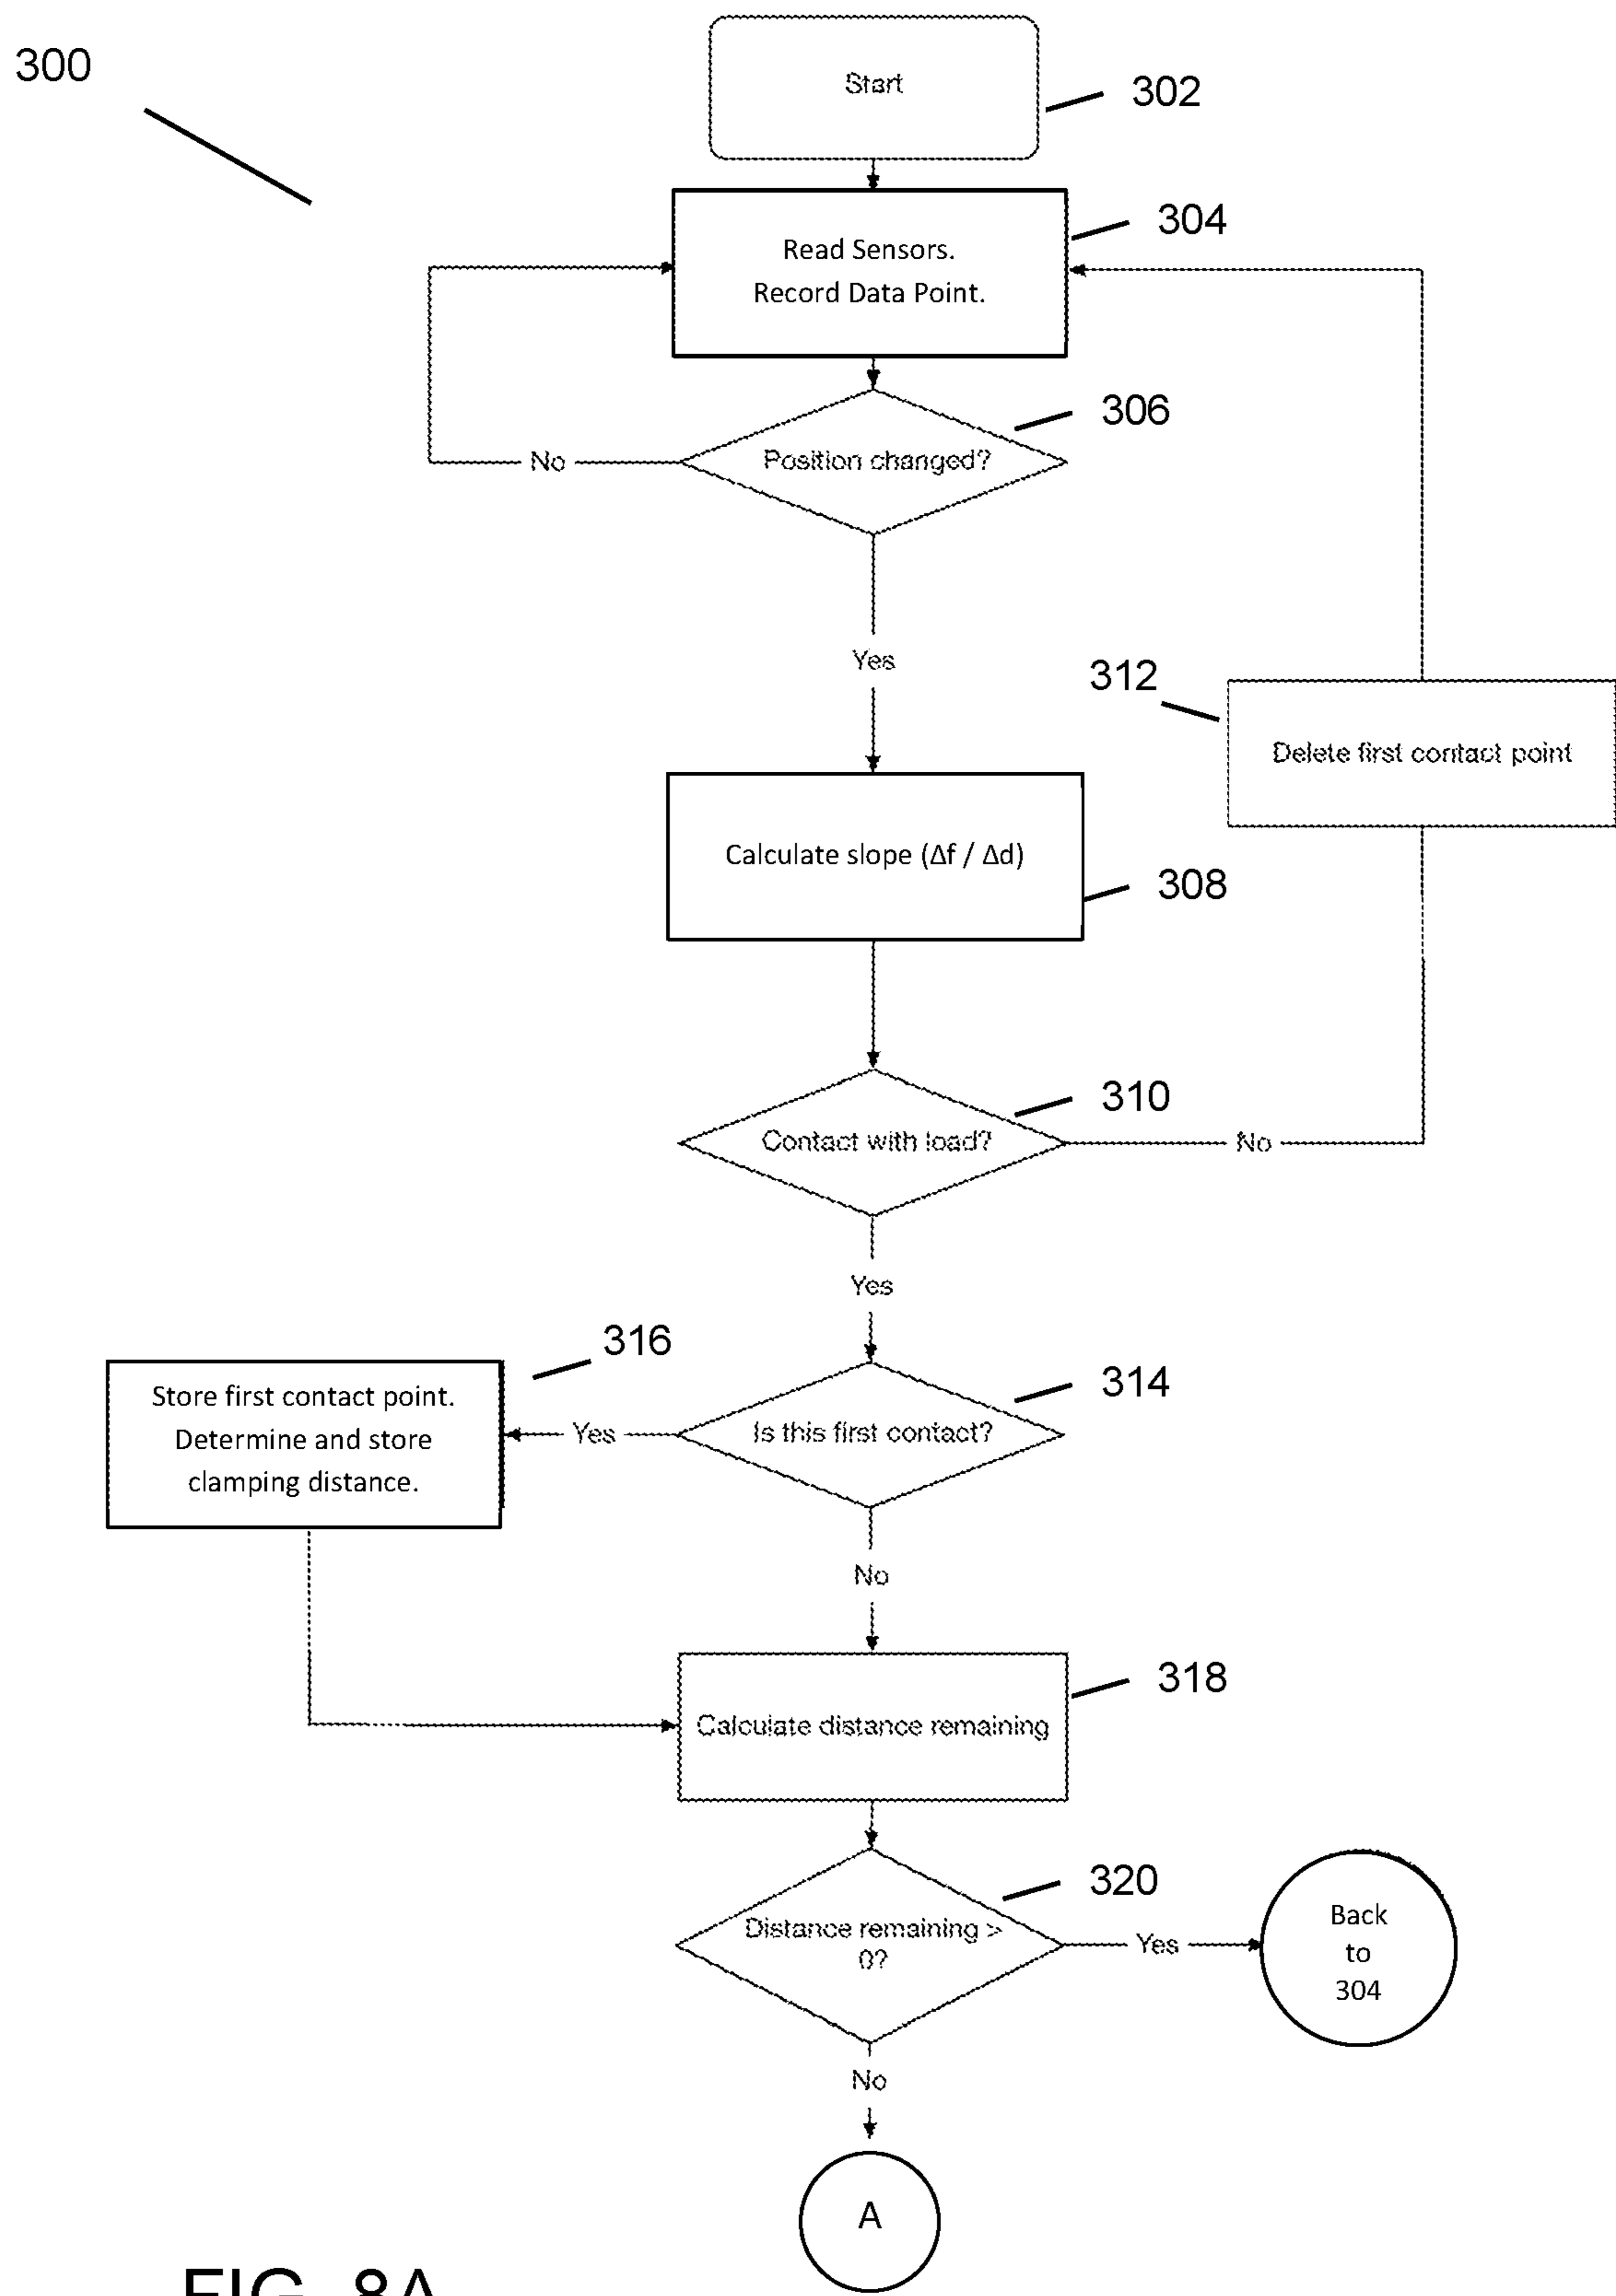 300
Start
302
304
Read Sensors.
Record Data Point.
306
Position changed?
No
Yes
312
Delete first contact point
Calculate slope (Δf / Δd)
308
310
Contact with load?
No
Yes
316
Store first contact point.
Determine and store
clamping distance.
314
Is this first contact?
Yes
No
318
Calculate distance remaining
320
Distance remaining >
0?
Yes
Back
to
304
No
A
FIG. 8A